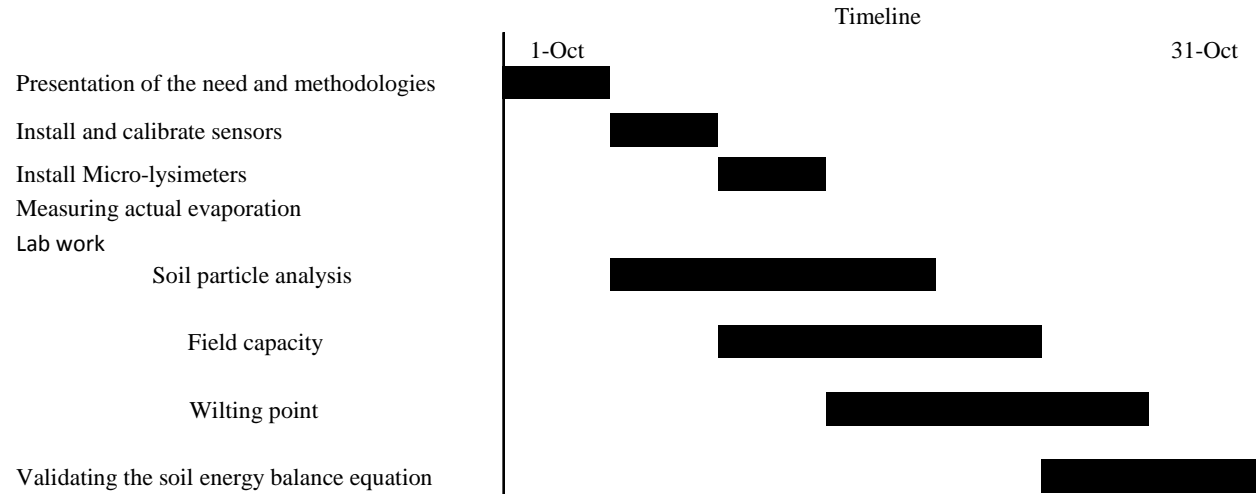 Timeline
1-Oct 31-Oct
Presentation of the need and methodologies
Install and calibrate sensors
Install Micro-lysimeters
Measuring actual evaporation
Lab work
Soil particle analysis
Field capacity
Wilting point
Validating the soil energy balance equation